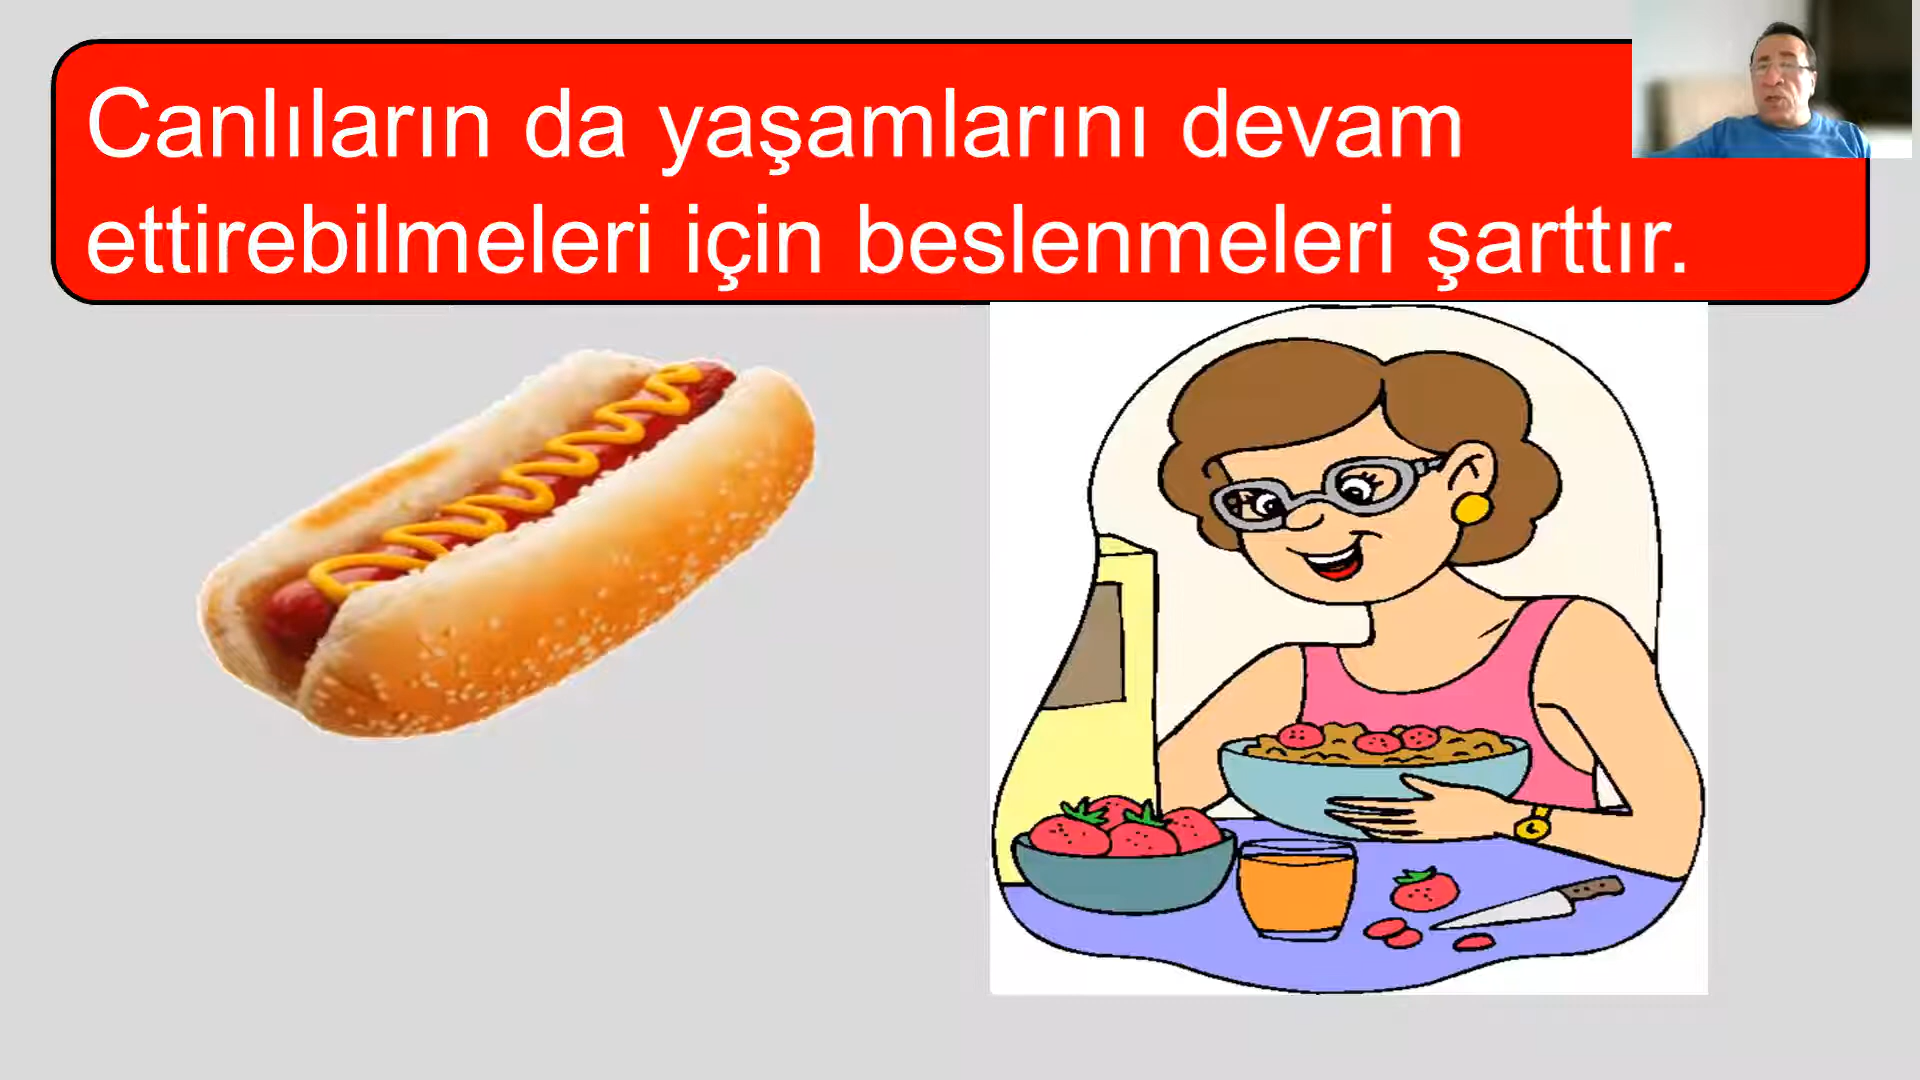 Canlıların da yaşamlarını devam
ettirebilmeleri için beslenmeleri şarttır.